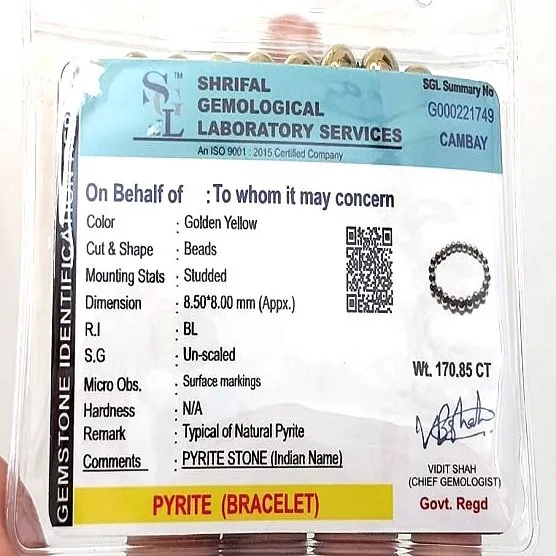 SGL™
SHRIFAL
GEMOLOGICAL
LABORATORY SERVICES
An ISO 9001 : 2015 Certified Company
SGL Summary No
G000221749
CAMBAY
On Behalf of : To whom it may concern
Color : Golden Yellow
Cut & Shape : Beads
Mounting Stats : Studded
Dimension : 8.50*8.00 mm (Appx.)
R.I : BL
S.G : Un-scaled
Micro Obs. : Surface markings
Hardness : N/A
Remark : Typical of Natural Pyrite
Comments : PYRITE STONE (Indian Name)
PYRITE (BRACELET)
Wt. 170.85 CT
VIDIT SHAH
(CHIEF GEMOLOGIST)
Govt. Regd
GEMSTONE IDENTIFICA